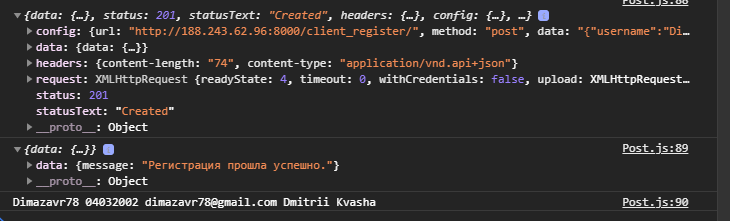 Post.js:88
{data: {…}, status: 201, statusText: "Created", headers: {…}, config: {…}, …} i
config: {url: "http://188.243.62.96:8000/client_register/", method: "post", data: "{"username":"Di…
data: {data: {…}}
headers: {content-length: "74", content-type: "application/vnd.api+json"}
request: XMLHttpRequest {readyState: 4, timeout: 0, withCredentials: false, upload: XMLHttpRequest…
status: 201
statusText: "Created"
__proto__: Object
{data: {…}} i Post.js:89
data: {message: "Регистрация прошла успешно."}
__proto__: Object
Dimazavr78 04032002 dimazavr78@gmail.com Dmitrii Kvasha Post.js:90